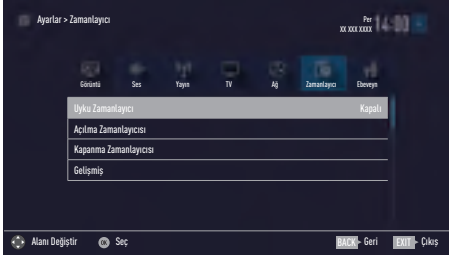 Ayarlar > Zamanlayıcı
Per
xx xxx xxxx
14:00
Görüntü Ses Yayın TV Ağ Zamanlayıcı Ebeveyn
Uyku Zamanlayıcı Kapalı
Açılma Zamanlayıcısı
Kapanma Zamanlayıcısı
Gelişmiş
Alanı Değiştir OK Seç BACK Geri EXIT Çıkış